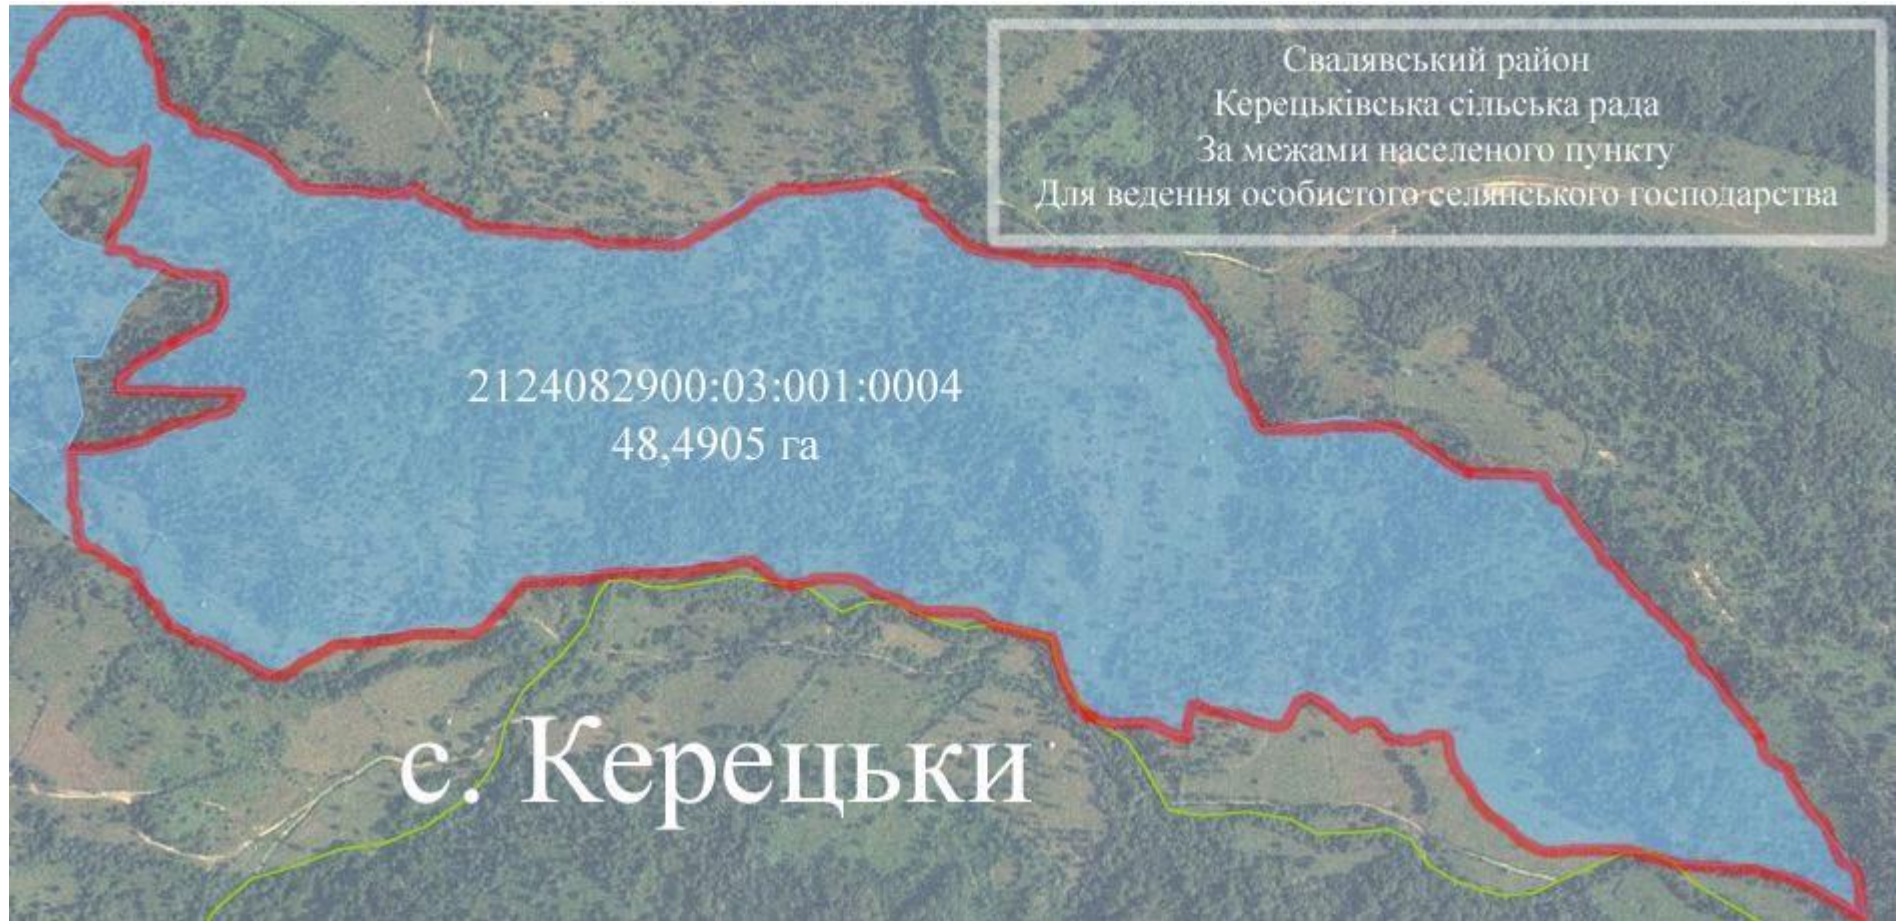 Свалявський район
Керецьківська сільська рада
За межами населеного пункту
Для ведення особистого селянського господарства
2124082900:03:001:0004
48,4905 га
с. Керецьки